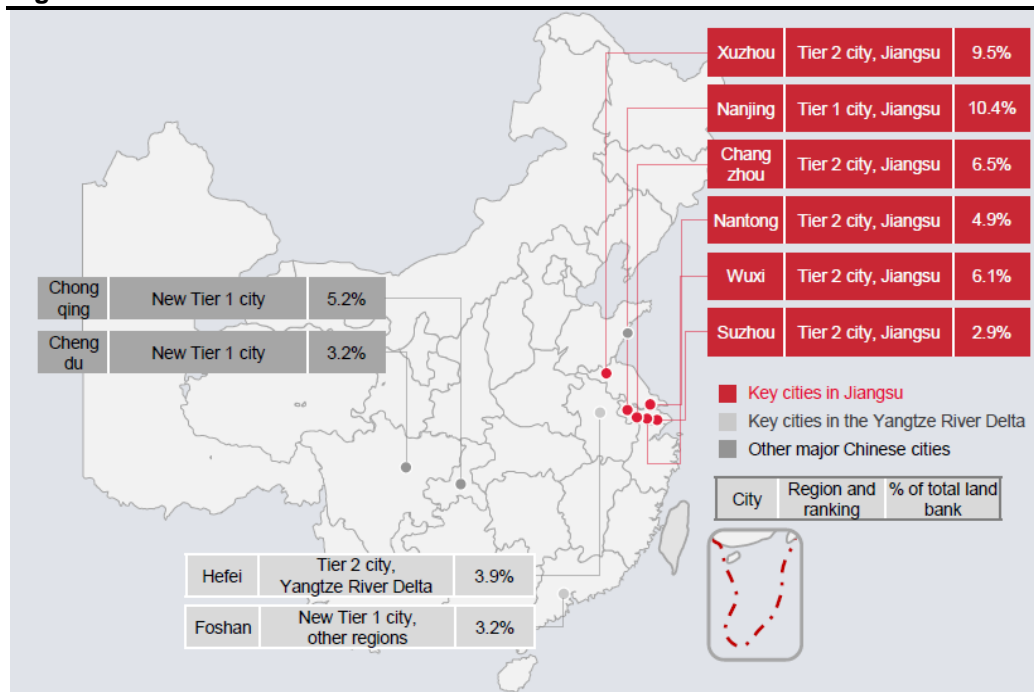 Xuzhou Tier 2 city, Jiangsu 9.5%
Nanjing Tier 1 city, Jiangsu 10.4%
Chang
zhou Tier 2 city, Jiangsu 6.5%
Nantong Tier 2 city, Jiangsu 4.9%
Wuxi Tier 2 city, Jiangsu 6.1%
Suzhou Tier 2 city, Jiangsu 2.9%
Chong
qing New Tier 1 city 5.2%
Cheng
du New Tier 1 city 3.2%
Key cities in Jiangsu
Key cities in the Yangtze River Delta
Other major Chinese cities
City Region and ranking % of total land bank
Hefei Tier 2 city,
Yangtze River Delta 3.9%
Foshan New Tier 1 city,
other regions 3.2%